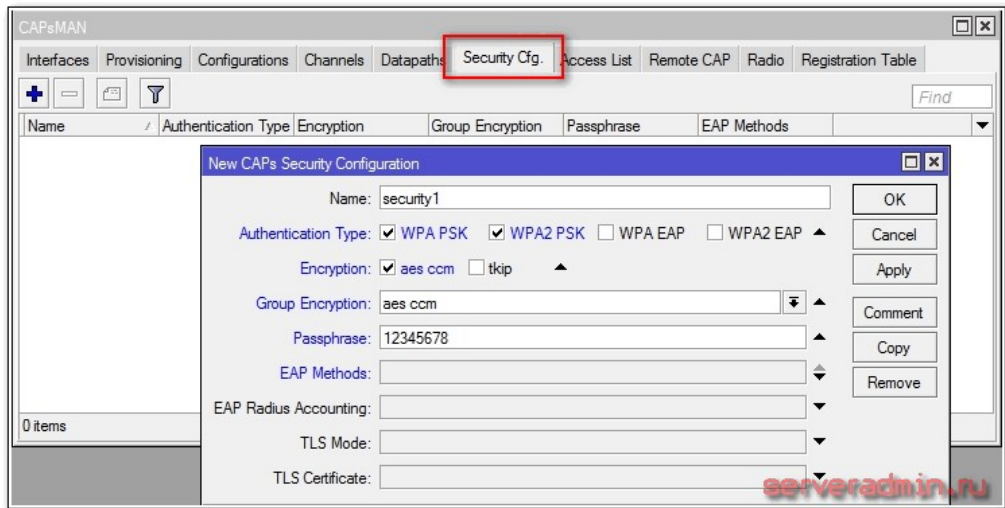 CAPsMAN
Interfaces Provisioning Configurations Channels Datapaths Security Cfg. Access List Remote CAP Radio Registration Table
Find
Name Authentication Type Encryption Group Encryption Passphrase EAP Methods
New CAPs Security Configuration
Name: security1 OK
Authentication Type: WPA PSK WPA2 PSK WPA EAP WPA2 EAP Cancel
Encryption: aes ccm tkip Apply
Group Encryption: aes ccm Comment
Passphrase: 12345678 Copy
EAP Methods: Remove
EAP Radius Accounting:
0 items
TLS Mode:
TLS Certificate:
serveradmin.ru